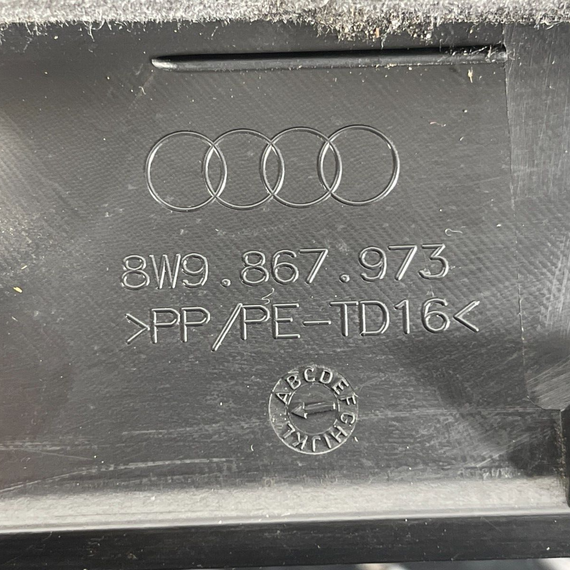 8W9.867.973
>PP/PE-TD16<
ABCDEFGHIJKL